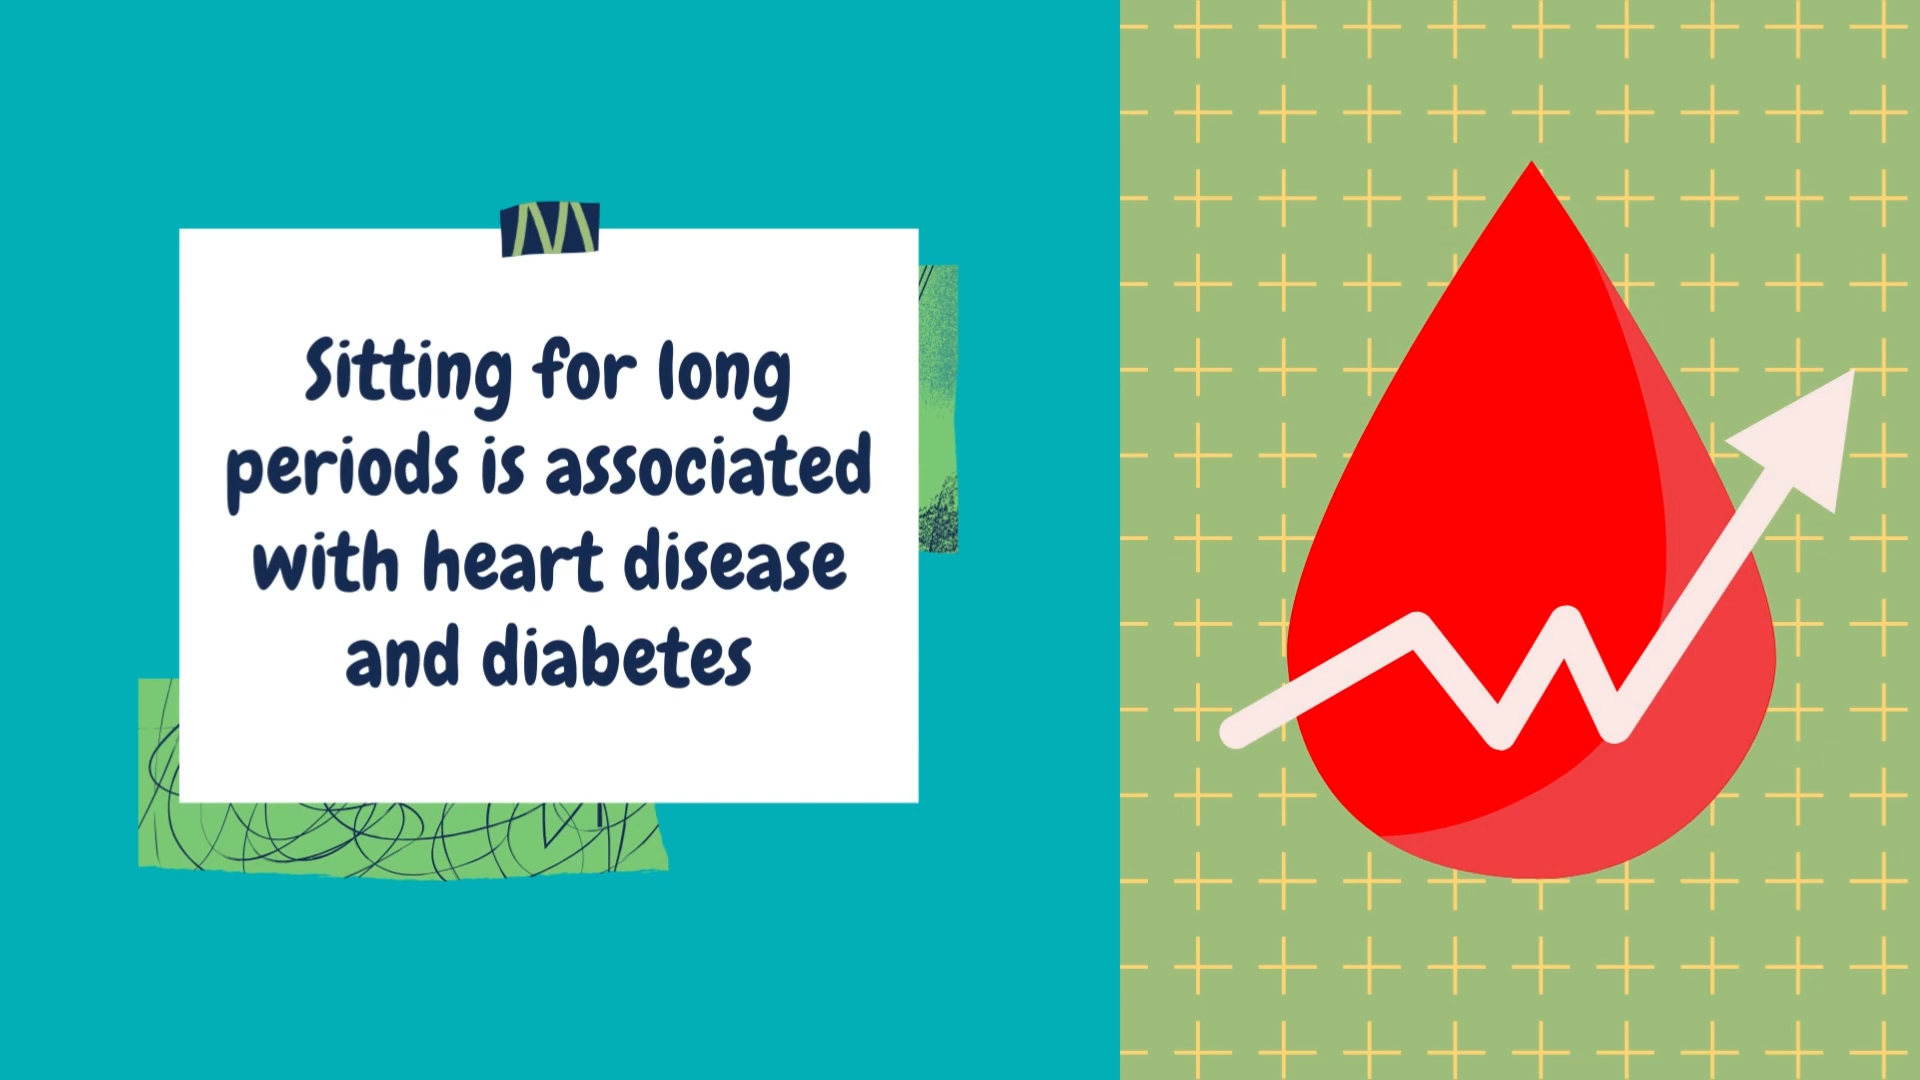 Sitting for long
periods is associated
with heart disease
and diabetes